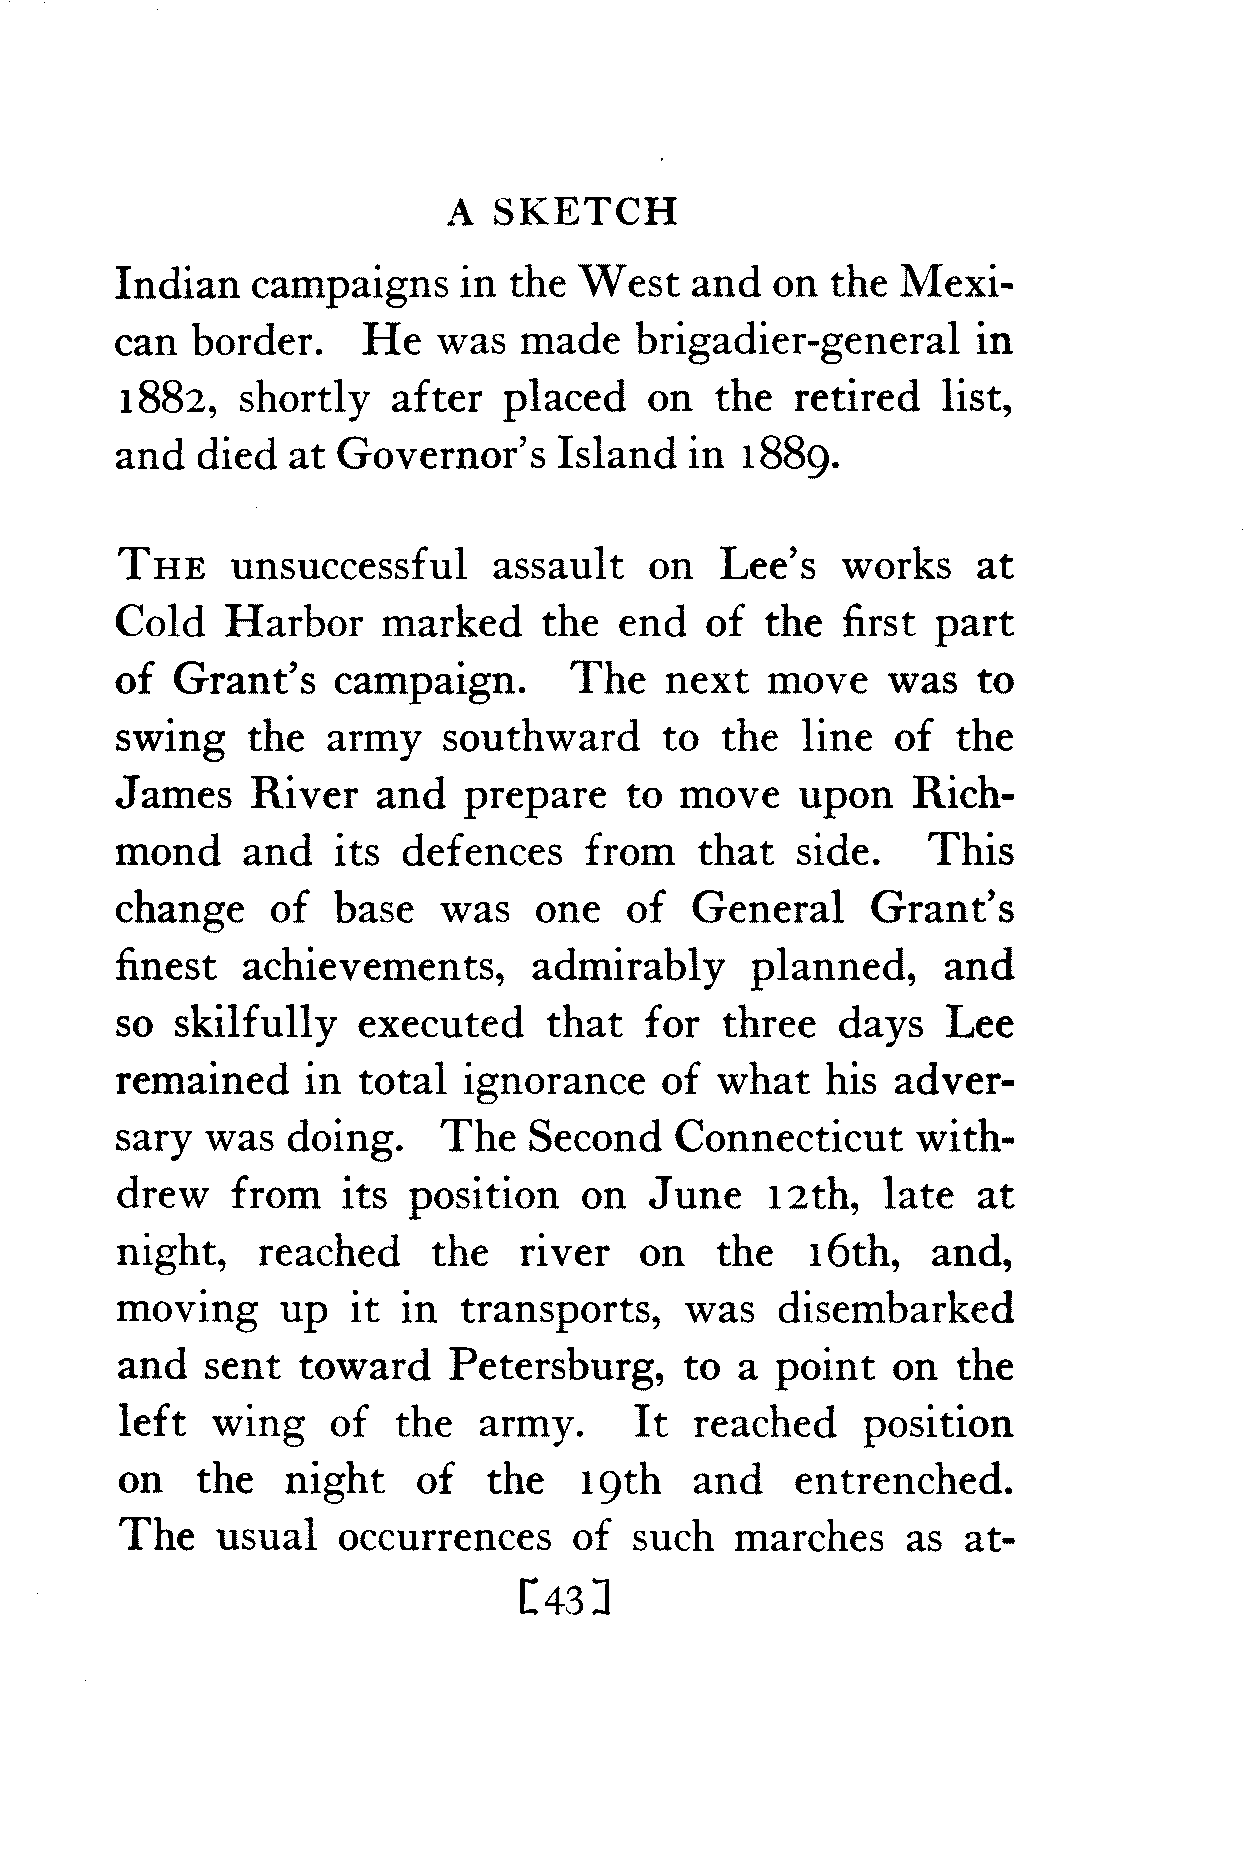 A SKETCH
Indian campaigns in the West and on the Mexi-
can border. He was made brigadier-general in
1882, shortly after placed on the retired list,
and died at Governor's Island in 1889.
THE unsuccessful assault on Lee's works at
Cold Harbor marked the end of the first part
of Grant's campaign. The next move was to
swing the army southward to the line of the
James River and prepare to move upon Rich-
mond and its defences from that side. This
change of base was one of General Grant's
finest achievements, admirably planned, and
so skilfully executed that for three days Lee
remained in total ignorance of what his adver-
sary was doing. The Second Connecticut with-
drew from its position on June 12th, late at
night, reached the river on the 16th, and,
moving up it in transports, was disembarked
and sent toward Petersburg, to a point on the
left wing of the army. It reached position
on the night of the 19th and entrenched.
The usual occurrences of such marches as at-
[43]